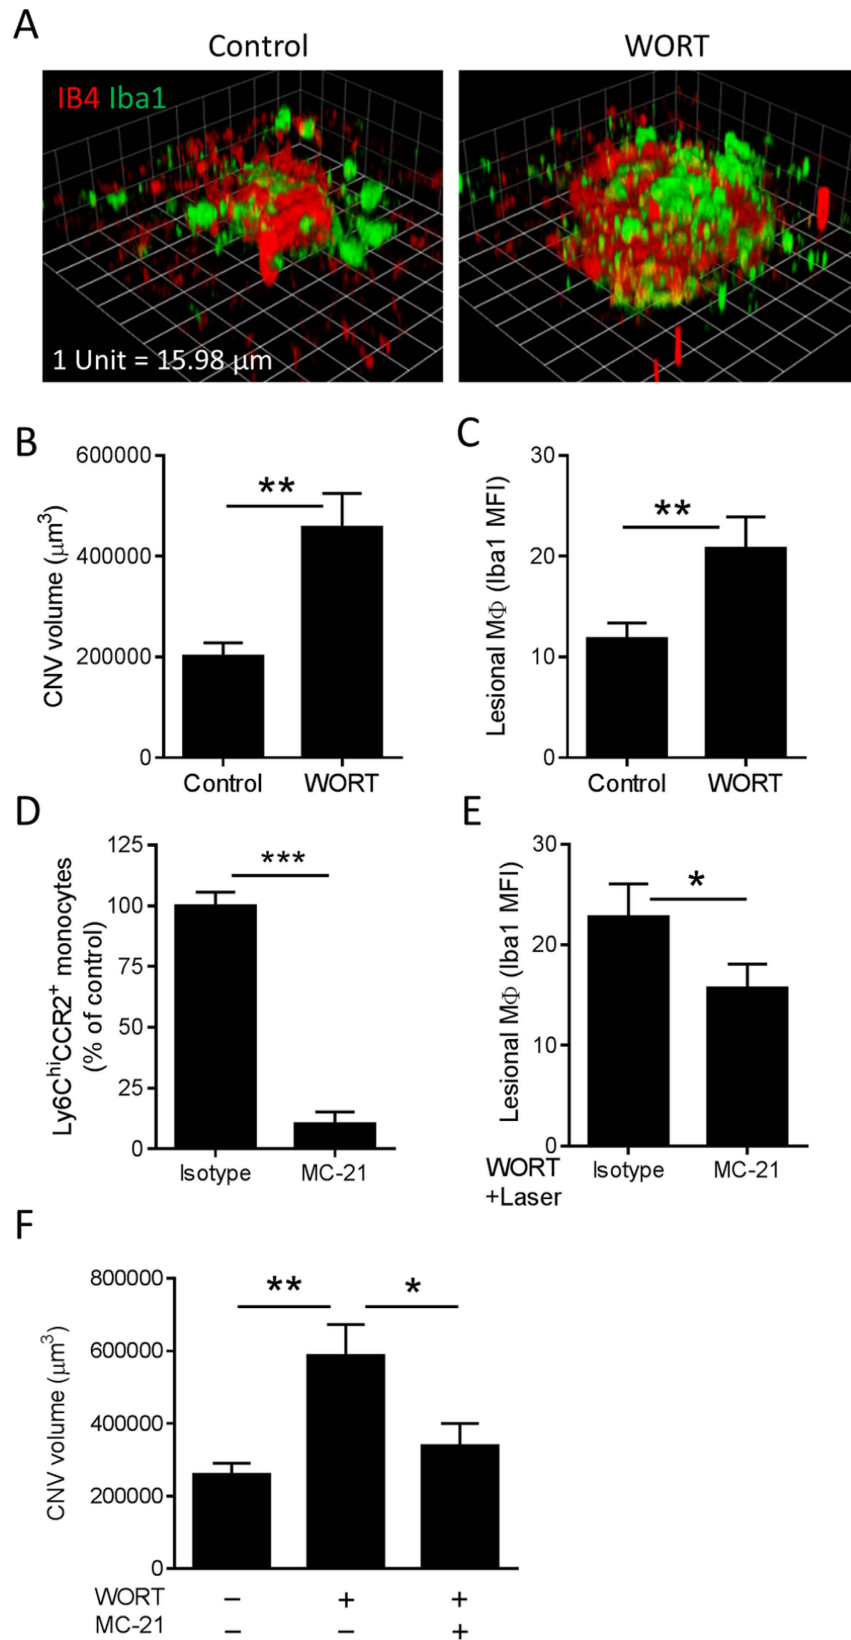 A
Control
WORT
IB4 Iba1
1 Unit = 15.98 μm
B
CNV volume (μm³)
600000
400000
200000
0
**
Control
WORT
C
Lesional MΦ (Iba1 MFI)
30
20
10
0
**
Control
WORT
D
Ly6ChiCCR2+ monocytes
(% of control)
125
100
75
50
25
0
***
Isotype
MC-21
E
Lesional MΦ (Iba1 MFI)
30
20
10
0
*
WORT
+Laser
Isotype
MC-21
F
CNV volume (μm³)
800000
600000
400000
200000
0
**
*
WORT − + +
MC-21 − − +